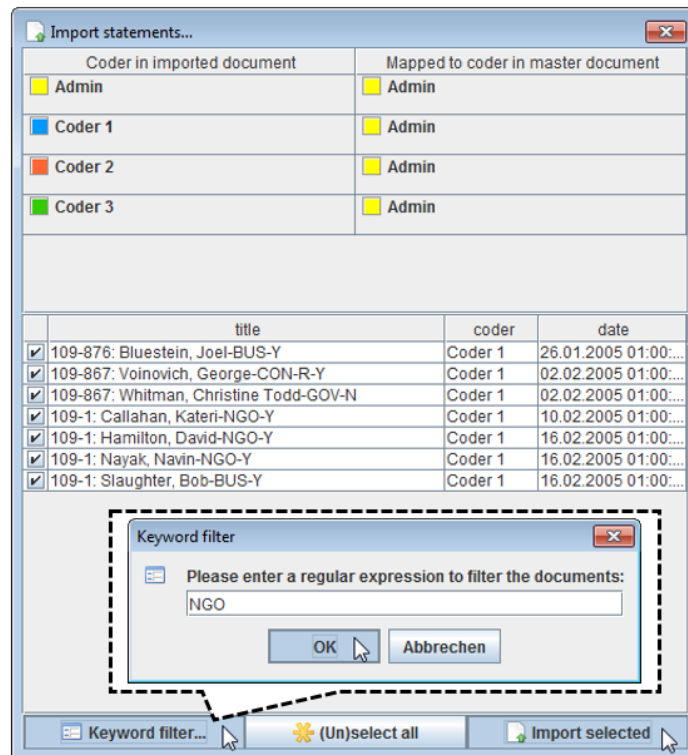 Import statements...
Coder in imported document Mapped to coder in master document
Admin Admin
Coder 1 Admin
Coder 2 Admin
Coder 3 Admin
title coder date
109-876: Bluestein, Joel-BUS-Y Coder 1 26.01.2005 01:00:...
109-867: Voinovich, George-CON-R-Y Coder 1 02.02.2005 01:00:...
109-867: Whitman, Christine Todd-GOV-N Coder 1 02.02.2005 01:00:...
109-1: Callahan, Kateri-NGO-Y Coder 1 10.02.2005 01:00:...
109-1: Hamilton, David-NGO-Y Coder 1 16.02.2005 01:00:...
109-1: Nayak, Navin-NGO-Y Coder 1 16.02.2005 01:00:...
109-1: Slaughter, Bob-BUS-Y Coder 1 16.02.2005 01:00:...
Keyword filter
Please enter a regular expression to filter the documents:
NGO
OK Abbrechen
Keyword filter... (Un)select all Import selected